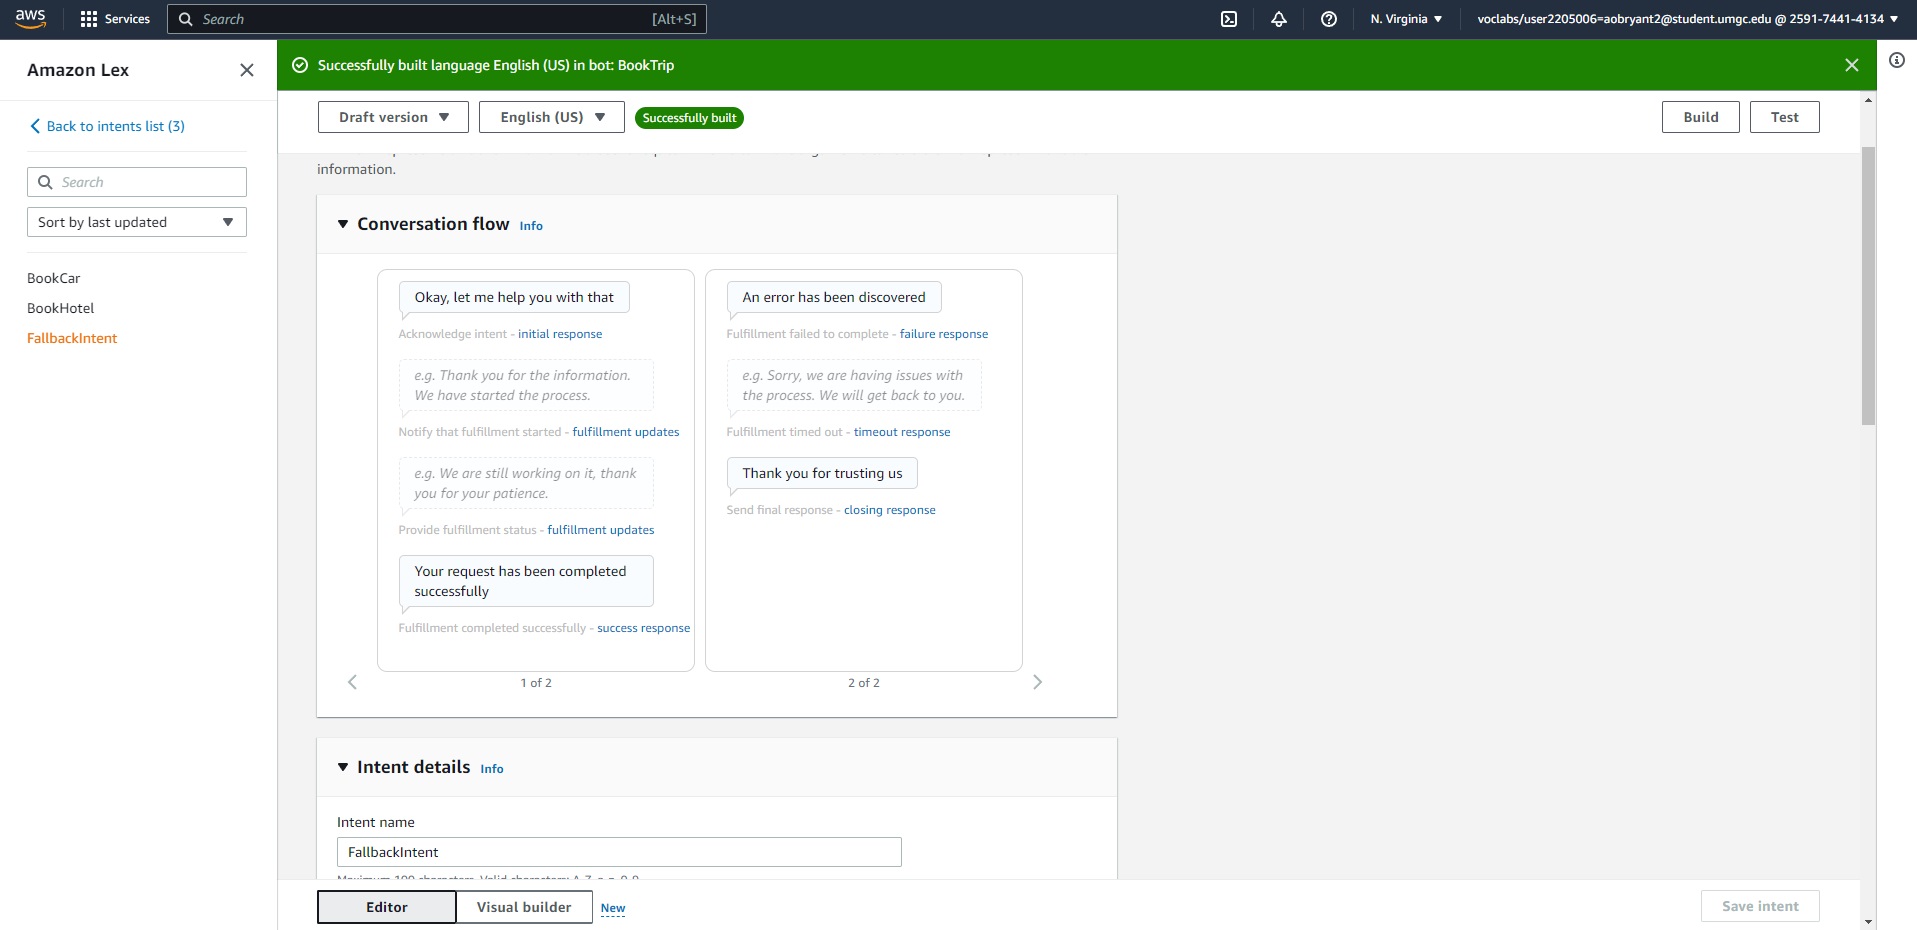 aws
Services
Search
[Alt+S]
N. Virginia
voclabs/user2205006=aobryant2@student.umgc.edu @ 2591-7441-4134
Amazon Lex
Successfully built language English (US) in bot: BookTrip
Back to intents list (3)
Search
Sort by last updated
BookCar
BookHotel
FallbackIntent
Draft version
English (US)
Successfully built
Build
Test
information.
Conversation flow Info
Okay, let me help you with that
Acknowledge intent - initial response
e.g. Thank you for the information.
We have started the process.
Notify that fulfillment started - fulfillment updates
e.g. We are still working on it, thank
you for your patience.
Provide fulfillment status - fulfillment updates
Your request has been completed
successfully
Fulfillment completed successfully - success response
1 of 2
An error has been discovered
Fulfillment failed to complete - failure response
e.g. Sorry, we are having issues with
the process. We will get back to you.
Fulfillment timed out - timeout response
Thank you for trusting us
Send final response - closing response
2 of 2
Intent details Info
Intent name
FallbackIntent
Editor
Visual builder
New
Save intent